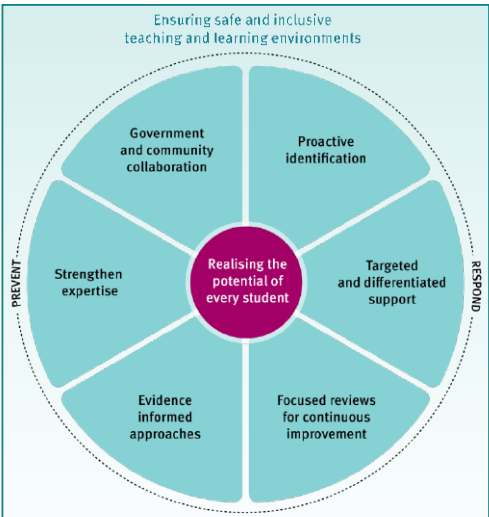 Ensuring safe and inclusive
teaching and learning environments
Government
and community
collaboration
Proactive
identification
Strengthen
expertise
Realising the
potential of
every student
Targeted
and differentiated
support
PREVENT
RESPOND
Evidence
informed
approaches
Focused reviews
for continuous
improvement